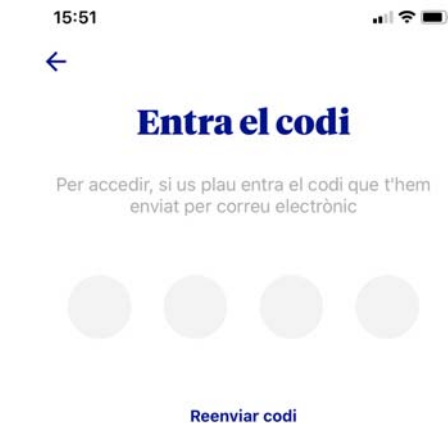 15:51
Entra el codi
Per accedir, si us plau entra el codi que t'hem
enviat per correu electrònic
Reenviar codi